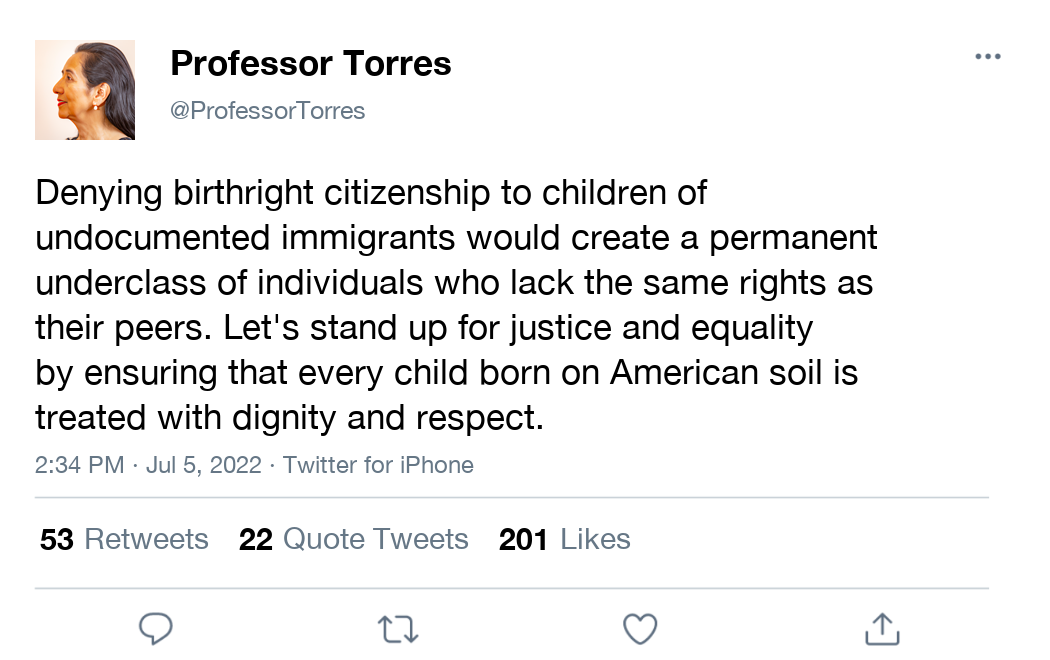 Professor Torres
@ProfessorTorres
Denying birthright citizenship to children of
undocumented immigrants would create a permanent
underclass of individuals who lack the same rights as
their peers. Let's stand up for justice and equality
by ensuring that every child born on American soil is
treated with dignity and respect.
2:34 PM · Jul 5, 2022 · Twitter for iPhone
53 Retweets 22 Quote Tweets 201 Likes